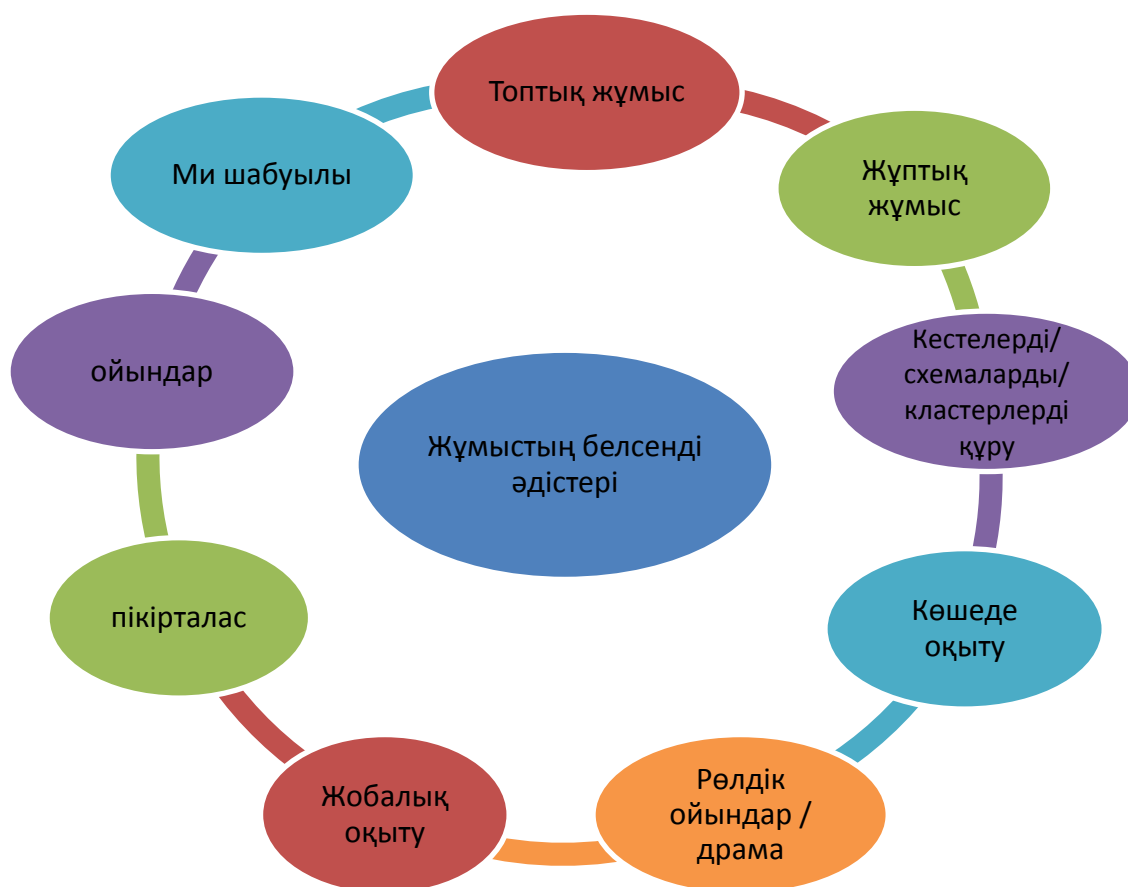 Топтық жұмыс
Жұптық
жұмыс
Кестелерді/
схемаларды/
кластерлерді
құру
Көшеде
оқыту
Рөлдік
ойындар /
драма
Жобалық
оқыту
пікірталас
ойындар
Ми шабуылы
Жұмыстың белсенді
әдістері